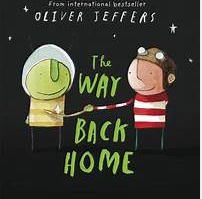 From international bestseller
OLIVER JEFFERS
The
WAY
BACK
HOME